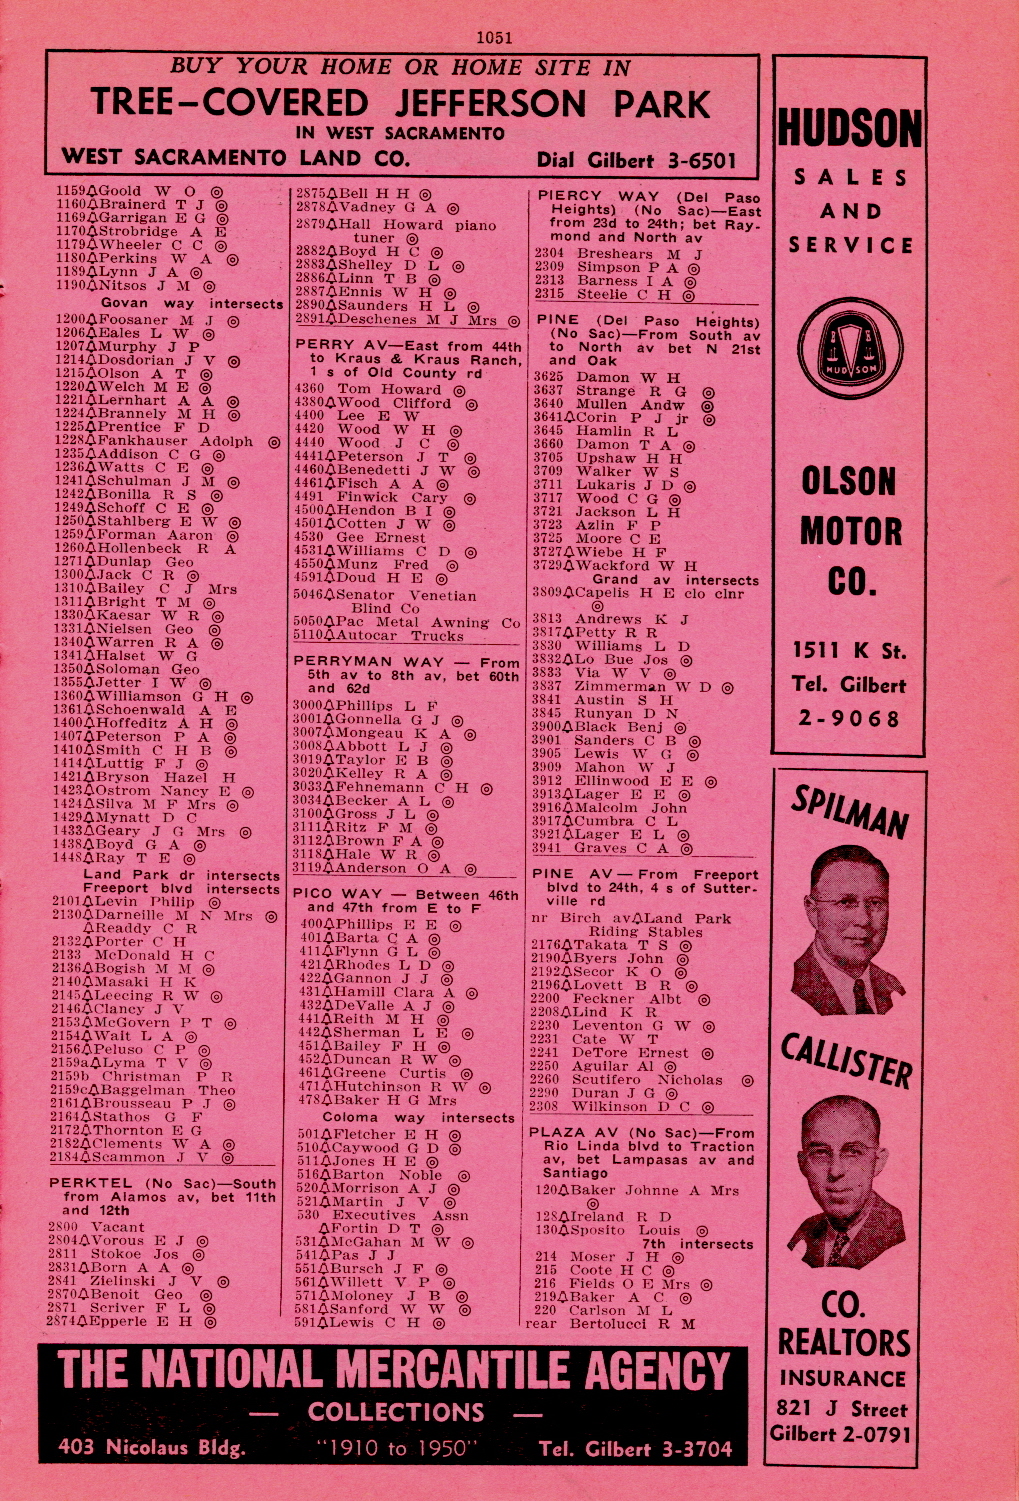 1051
BUY YOUR HOME OR HOME SITE IN
TREE-COVERED JEFFERSON PARK
IN WEST SACRAMENTO
WEST SACRAMENTO LAND CO. Dial Gilbert 3-6501
1159△Goold W O ◎
1160△Brainerd T J ◎
1169△Garrigan E G ◎
1170△Strobridge A E
1179△Wheeler C C ◎
1180△Perkins W A ◎
1189△Lynn J A ◎
1190△Nitsos J M ◎
Govan way intersects
1200△Foosaner M J ◎
1206△Eales L W ◎
1207△Murphy J P
1214△Dosdorian J V ◎
1215△Olson A T ◎
1220△Welch M E ◎
1221△Lernhart A A ◎
1224△Brannely M H ◎
1225△Prentice F D
1228△Fankhauser Adolph ◎
1235△Addison C G ◎
1236△Watts C E ◎
1241△Schulman J M ◎
1242△Bonilla R S ◎
1249△Schoff C E ◎
1250△Stahlberg E W ◎
1259△Forman Aaron ◎
1260△Hollenbeck R A
1271△Dunlap Geo
1300△Jack C R ◎
1310△Bailey C J Mrs
1311△Bright T M ◎
1330△Kaesar W R ◎
1331△Nielsen Geo ◎
1340△Warren R A ◎
1341△Halset W G
1350△Soloman Geo
1355△Jetter I W ◎
1360△Williamson G H ◎
1361△Schoenwald A E
1400△Hoffeditz A H ◎
1407△Peterson P A ◎
1410△Smith C H B ◎
1414△Luttig F J ◎
1421△Bryson Hazel H
1423△Ostrom Nancy E ◎
1424△Silva M F Mrs ◎
1429△Mynatt D C
1433△Geary J G Mrs ◎
1438△Boyd G A ◎
1448△Ray T E ◎
Land Park dr intersects
Freeport blvd intersects
2101△Levin Philip ◎
2130△Darneille M N Mrs ◎
△Readdy C R
2132△Porter C H
2133 McDonald H C
2136△Bogish M M ◎
2140△Masaki H K
2145△Leecing R W ◎
2146△Clancy J V
2153△McGovern P T ◎
2154△Wait L A ◎
2156△Peluso C P ◎
2159a△Lyma T V ◎
2159b Christman P R
2159c△Baggelman Theo
2161△Brousseau P J ◎
2164△Stathos G F
2172△Thornton E G
2182△Clements W A ◎
2184△Scammon J V ◎
PERKTEL (No Sac)—South
from Alamos av, bet 11th
and 12th
2800 Vacant
2804△Vorous E J ◎
2811 Stokoe Jos ◎
2831△Born A A ◎
2841 Zielinski J V ◎
2870△Benoit Geo ◎
2871 Scriver F L ◎
2874△Epperle E H ◎
2875△Bell H H ◎
2878△Vadney G A ◎
2879△Hall Howard piano
tuner ◎
2882△Boyd H C ◎
2883△Shelley D L ◎
2886△Linn T B ◎
2887△Ennis W H ◎
2890△Saunders H L ◎
2891△Deschenes M J Mrs ◎
PERRY AV—East from 44th
to Kraus & Kraus Ranch,
1 s of Old County rd
4360 Tom Howard ◎
4380△Wood Clifford ◎
4400 Lee E W
4420 Wood W H ◎
4440 Wood J C ◎
4441△Peterson J T ◎
4460△Benedetti J W ◎
4461△Fisch A A ◎
4491 Finwick Cary ◎
4500△Hendon B I ◎
4501△Cotten J W ◎
4530 Gee Ernest
4531△Williams C D ◎
4550△Munz Fred ◎
4591△Doud H E ◎
5046△Senator Venetian
Blind Co
5050△Pac Metal Awning Co
5110△Autocar Trucks
PERRYMAN WAY — From
5th av to 8th av, bet 60th
and 62d
3000△Phillips L F
3001△Gonnella G J ◎
3007△Mongeau K A ◎
3008△Abbott L J ◎
3019△Taylor E B ◎
3020△Kelley R A ◎
3033△Fehnemann C H ◎
3034△Becker A L ◎
3100△Gross J L ◎
3111△Ritz F M ◎
3112△Brown F A ◎
3118△Hale W R ◎
3119△Anderson O A ◎
PICO WAY — Between 46th
and 47th from E to F
400△Phillips E E ◎
401△Barta C A ◎
411△Flynn G L ◎
421△Rhodes L D ◎
422△Gannon J J ◎
431△Hamill Clara A ◎
432△DeValle A J ◎
441△Reith M H ◎
442△Sherman L E ◎
451△Bailey F H ◎
452△Duncan R W ◎
461△Greene Curtis ◎
471△Hutchinson R W ◎
478△Baker H G Mrs
Coloma way intersects
501△Fletcher E H ◎
510△Caywood G D ◎
511△Jones H E ◎
516△Barton Noble ◎
520△Morrison A J ◎
521△Martin J V ◎
530 Executives Assn
△Fortin D T ◎
531△McGahan M W ◎
541△Pas J J
551△Bursch J F ◎
561△Willett V P ◎
571△Moloney J B ◎
581△Sanford W W ◎
591△Lewis C H ◎
PIERCY WAY (Del Paso
Heights) (No Sac)—East
from 23d to 24th; bet Ray-
mond and North av
2304 Breshears M J
2309 Simpson P A ◎
2313 Barness I A ◎
2315 Steelie C H ◎
PINE (Del Paso Heights)
(No Sac)—From South av
to North av bet N 21st
and Oak
3625 Damon W H
3637 Strange R G ◎
3640 Mullen Andw ◎
3641△Corin P J jr ◎
3645 Hamlin R L
3660 Damon T A ◎
3705 Upshaw H H
3709 Walker W S
3711 Lukaris J D ◎
3717 Wood C G ◎
3721 Jackson L H
3723 Azlin F P
3725 Moore C E
3727△Wiebe H F
3729△Wackford W H
Grand av intersects
3809△Capelis H E clo clnr
◎
3813 Andrews K J
3817△Petty R R
3830 Williams L D
3832△Lo Bue Jos ◎
3833 Via W V ◎
3837 Zimmerman W D ◎
3841 Austin S H
3845 Runyan D N
3900△Black Benj ◎
3901 Sanders C B ◎
3905 Lewis W G ◎
3909 Mahon W J
3912 Ellinwood E E ◎
3913△Lager E E ◎
3916△Malcolm John
3917△Cumbra C L
3921△Lager E L ◎
3941 Graves C A ◎
PINE AV—From Freeport
blvd to 24th, 4 s of Sutter-
ville rd
nr Birch av△Land Park
Riding Stables
2176△Takata T S ◎
2190△Byers John ◎
2192△Secor K O ◎
2196△Lovett B R ◎
2200 Feckner Albt ◎
2208△Lind K R
2230 Leventon G W ◎
2231 Cate W T
2241 DeTore Ernest ◎
2250 Aguilar Al ◎
2260 Scutifero Nicholas ◎
2290 Duran J G ◎
2308 Wilkinson D C ◎
PLAZA AV (No Sac)—From
Rio Linda blvd to Traction
av, bet Lampasas av and
Santiago
120△Baker Johnne A Mrs
◎
128△Ireland R D
130△Sposito Louis ◎
7th intersects
214 Moser J H ◎
215 Coote H C ◎
216 Fields O E Mrs ◎
219△Baker A C ◎
220 Carlson M L
rear Bertolucci R M
HUDSON
SALES
AND
SERVICE
HUDSON
OLSON
MOTOR
CO.
1511 K St.
Tel. Gilbert
2-9068
SPILMAN
CALLISTER
CO.
REALTORS
INSURANCE
821 J Street
Gilbert 2-0791
THE NATIONAL MERCANTILE AGENCY
— COLLECTIONS —
403 Nicolaus Bldg. "1910 to 1950" Tel. Gilbert 3-3704